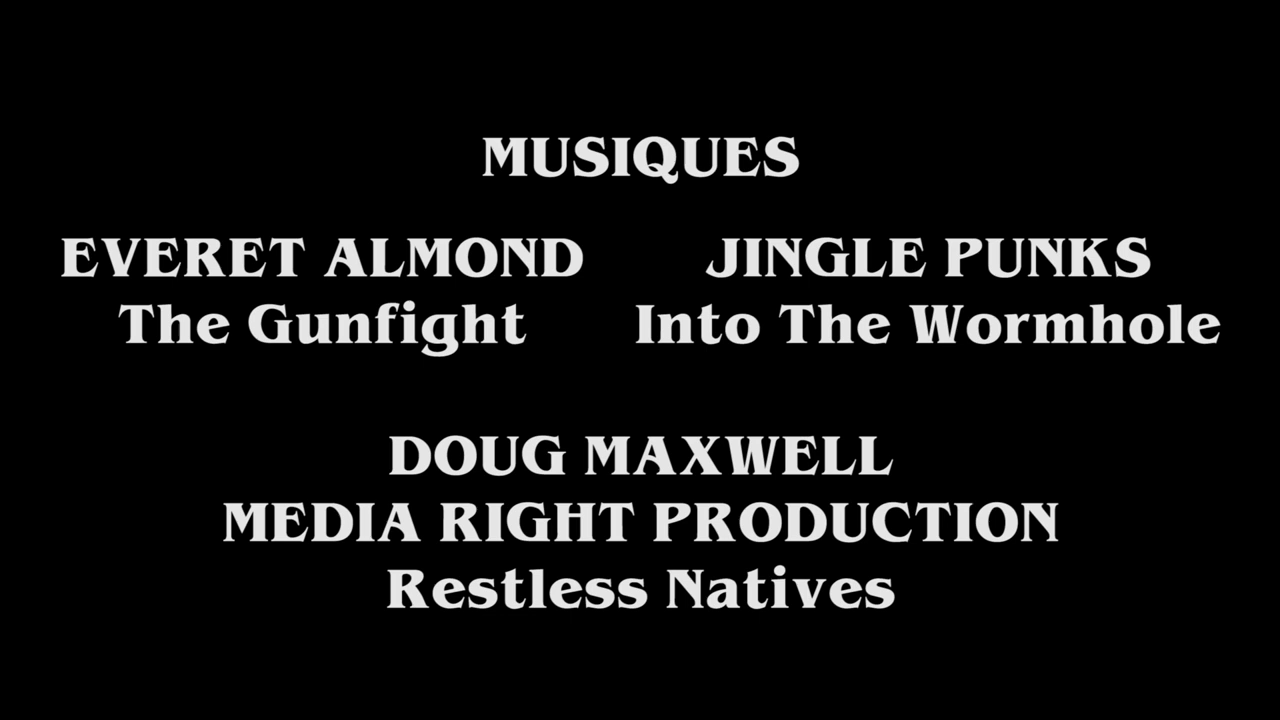 MUSIQUES
EVERET ALMOND
The Gunfight
JINGLE PUNKS
Into The Wormhole
DOUG MAXWELL
MEDIA RIGHT PRODUCTION
Restless Natives